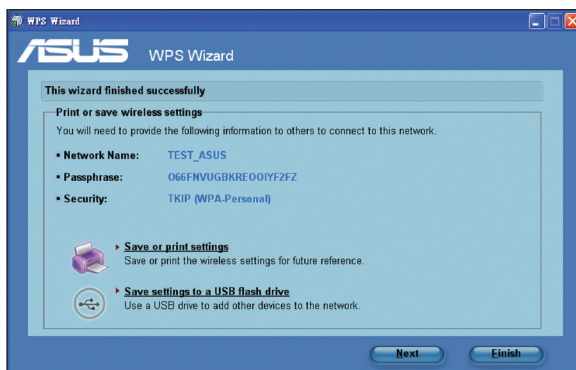 WPS Wizard
ASUS WPS Wizard
This wizard finished successfully
Print or save wireless settings
You will need to provide the following information to others to connect to this network.
Network Name: TEST_ASUS
Passphrase: O66FNVUGBKREOOIYF2FZ
Security: TKIP (WPA-Personal)
Save or print settings
Save or print the wireless settings for future reference.
Save settings to a USB flash drive
Use a USB drive to add other devices to the network.
Next Finish